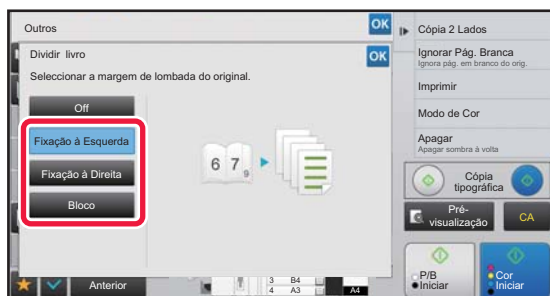 Outros
OK
Dividir livro
OK
Seleccionar a margem de lombada do original.
Off
Fixação à Esquerda
Fixação à Direita
Bloco
6 7
9
Cópia 2 Lados
Ignorar Pág. Branca
Ignora pág. em branco do orig.
Imprimir
Modo de Cor
Apagar
Apagar sombra à volta
Cópia
tipográfica
Pré-
visualização
CA
P/B
Iniciar
Cor
Iniciar
Anterior
3 B4
4 A3
A4